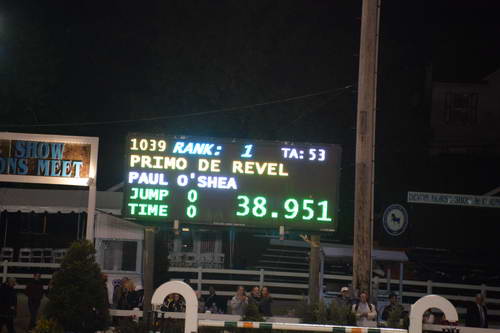 SHOW
ONS MEET
1039 RANK: 1 TA: 53
PRIMO DE REVEL
PAUL O'SHEA
JUMP 0
TIME 0
38.951